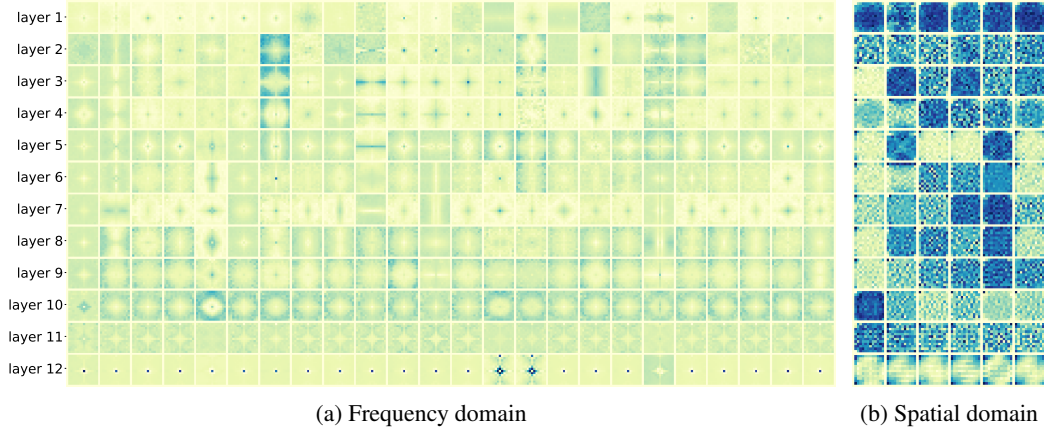 layer 1
layer 2
layer 3
layer 4
layer 5
layer 6
layer 7
layer 8
layer 9
layer 10
layer 11
layer 12
(a) Frequency domain
(b) Spatial domain